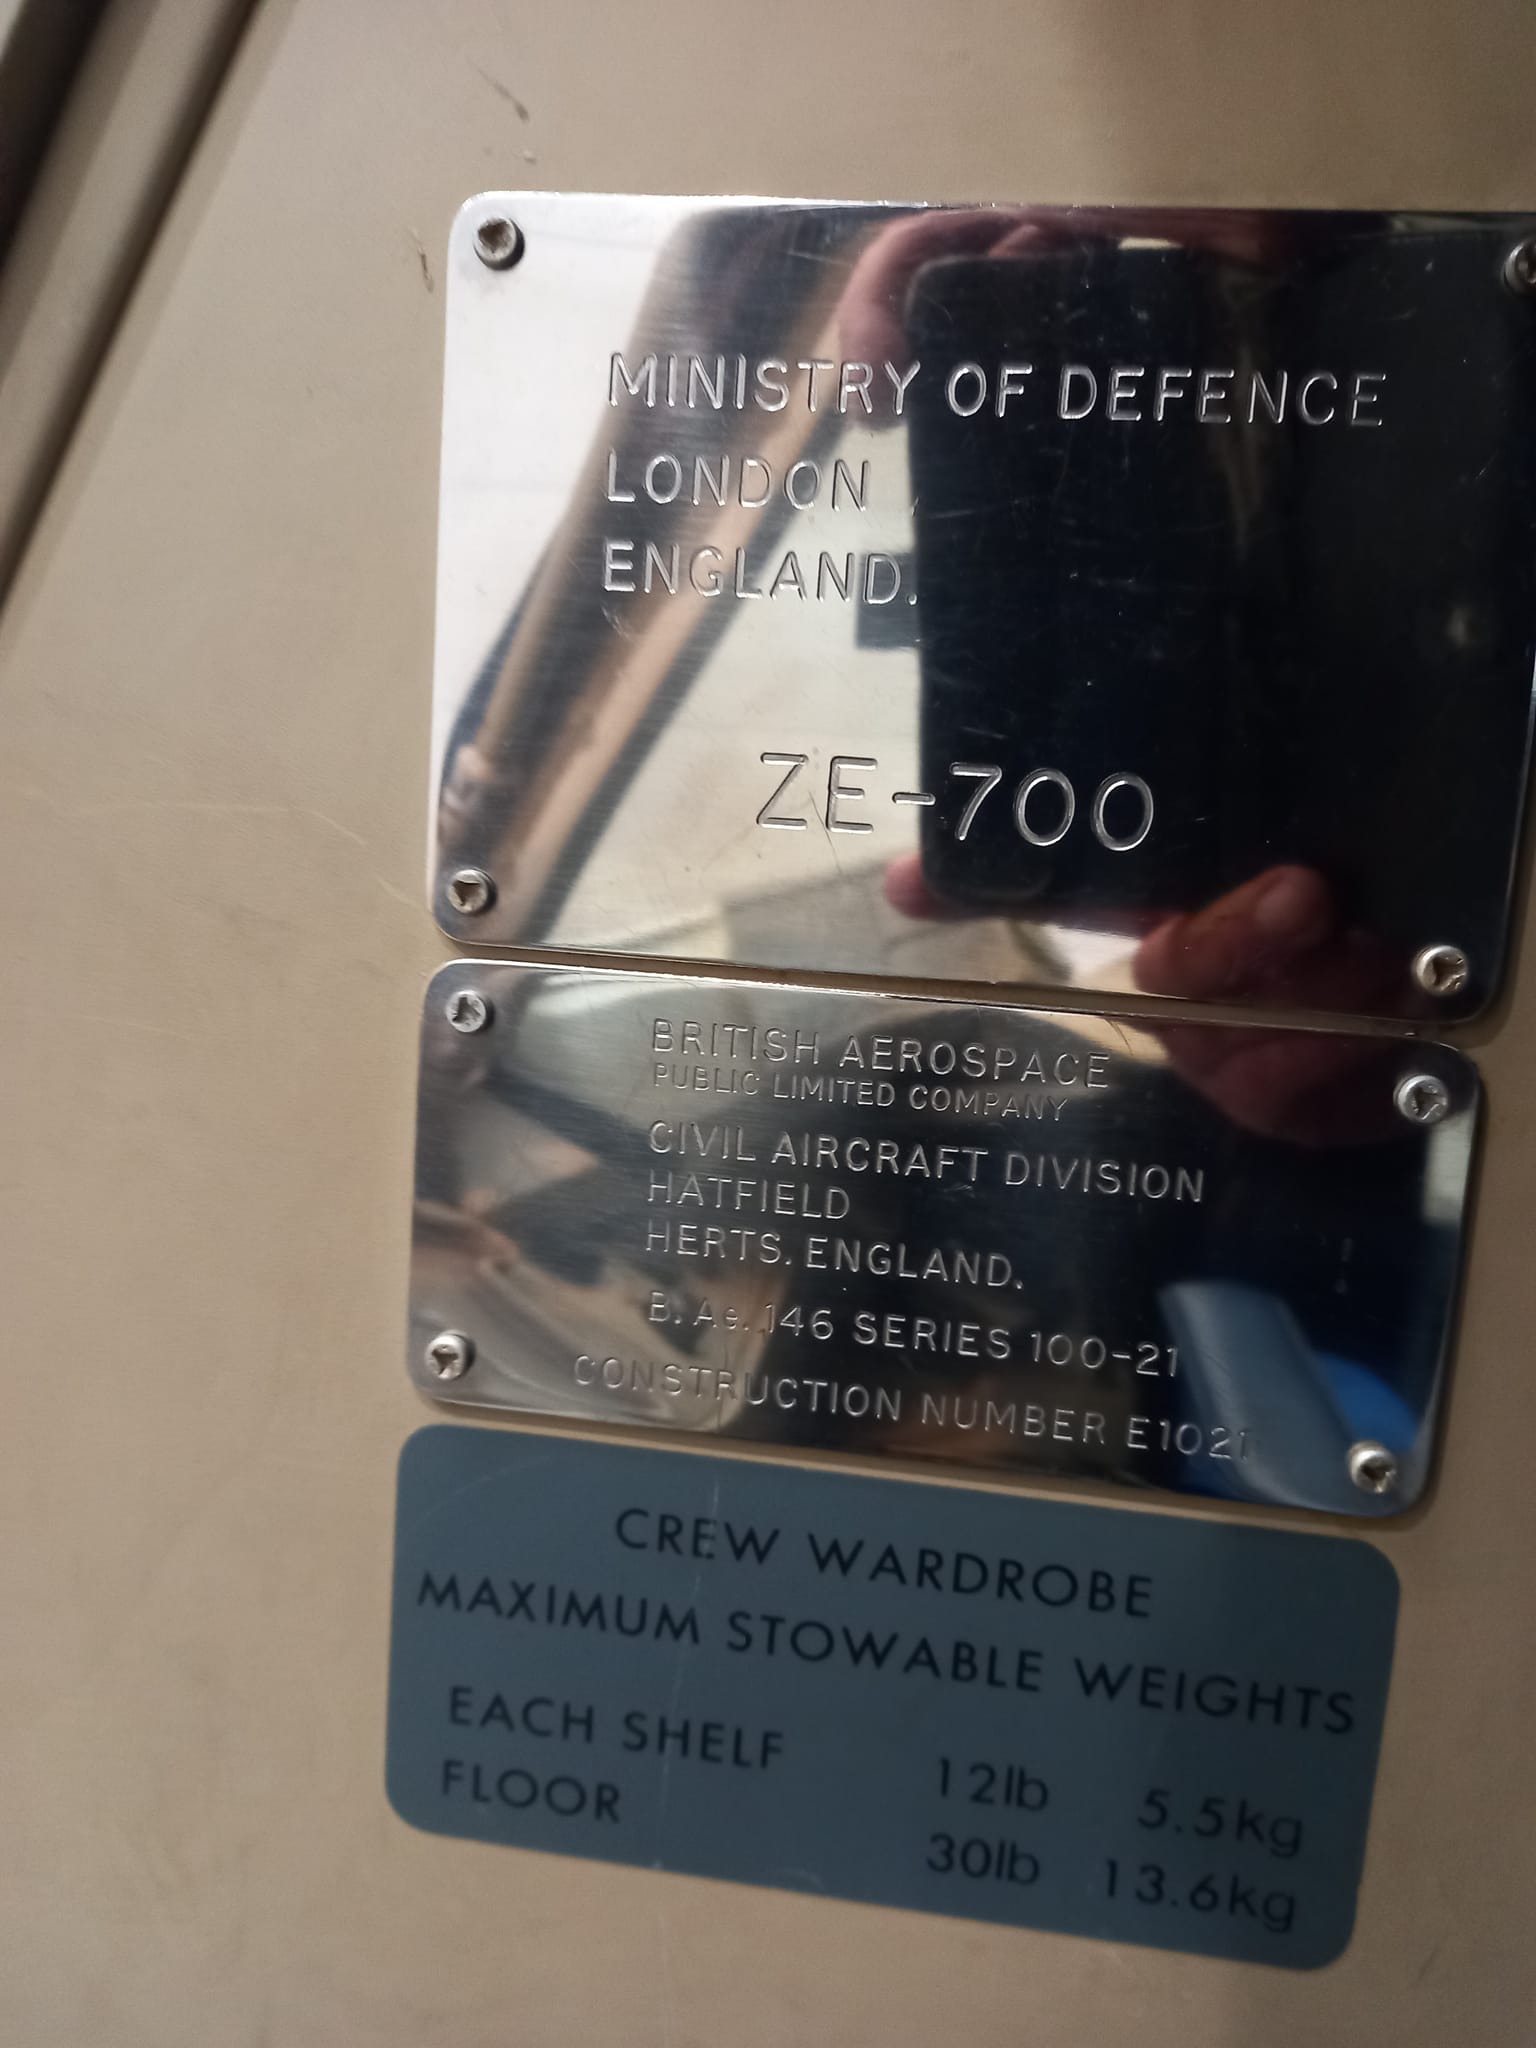 MINISTRY OF DEFENCE
LONDON
ENGLAND.
ZE-700
BRITISH AEROSPACE
PUBLIC LIMITED COMPANY
CIVIL AIRCRAFT DIVISION
HATFIELD
HERTS. ENGLAND.
B. Ae. 146 SERIES 100-21
CONSTRUCTION NUMBER E1021
CREW WARDROBE
MAXIMUM STOWABLE WEIGHTS
EACH SHELF 12lb 5.5kg
FLOOR 30lb 13.6kg